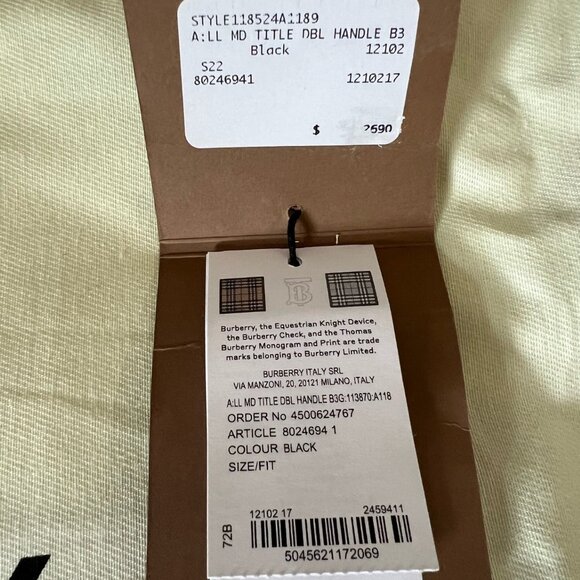 STYLE118524A1189
A:LL MD TITLE DBL HANDLE B3
Black 12102
S22
80246941 1210217
$ 2690
Burberry, the Equestrian Knight Device,
the Burberry Check, and the Thomas
Burberry Monogram and Print are trade
marks belonging to Burberry Limited.
BURBERRY ITALY SRL
VIA MANZONI, 20, 20121 MILANO, ITALY
A:LL MD TITLE DBL HANDLE B3G:113870:A118
ORDER No 4500624767
ARTICLE 8024694 1
COLOUR BLACK
SIZE/FIT
12102 17 2459411
72B
5045621172069